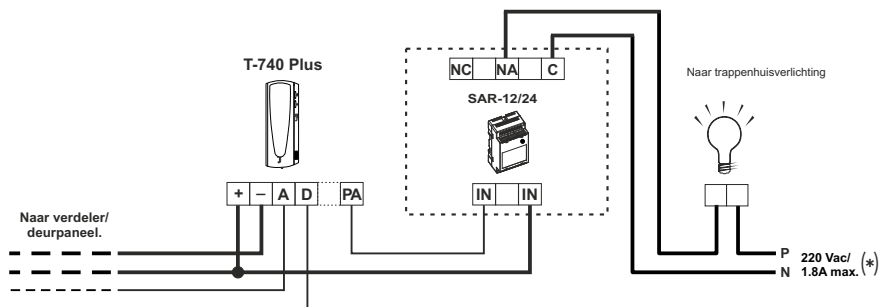 T-740 Plus
NC NA C
SAR-12/24
Naar trappenhuisverlichting
+ – A D PA
IN IN
Naar verdeler/
deurpaneel.
P
N
220 Vac/
1.8A max.
(*)